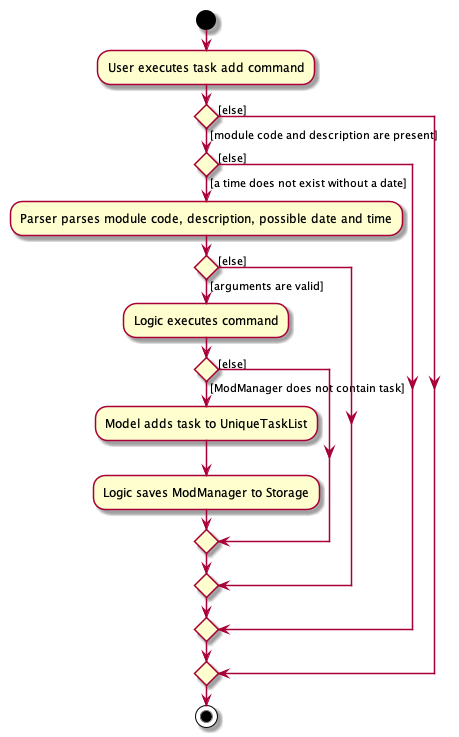 User executes task add command
[else]
[module code and description are present]
[else]
[a time does not exist without a date]
Parser parses module code, description, possible date and time
[else]
[arguments are valid]
Logic executes command
[else]
[ModManager does not contain task]
Model adds task to UniqueTaskList
Logic saves ModManager to Storage